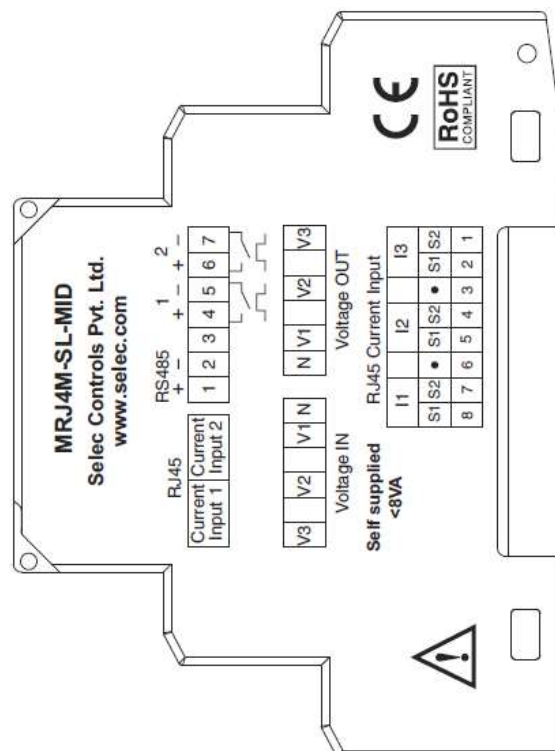 MRJ4M-SL-MID
Selec Controls Pvt. Ltd.
www.selec.com
RJ45
Current Input 1
Current Input 2
RS485 1 2
+ − + − + −
1 2 3 4 5 6 7
V3 V2 V1 N
Voltage IN
N V1 V2 V3
Voltage OUT
Self supplied
<8VA
RJ45 Current Input
I1 I2 I3
S1 S2 • S1 S2 • S1 S2
8 7 6 5 4 3 2 1
CE
RoHS
COMPLIANT